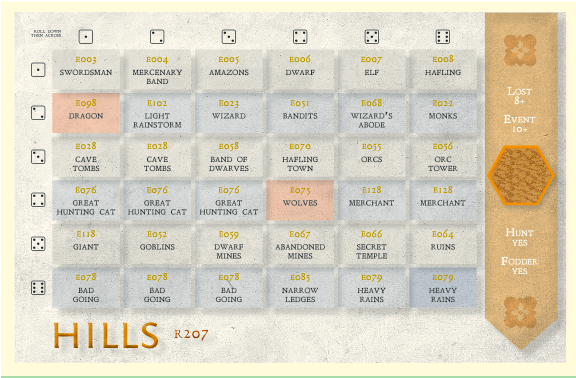 ROLL DOWN
THEN ACROSS
E003 E004 E005 E006 E007 E008
SWORDSMAN MERCENARY BAND AMAZONS DWARF ELF HAFLING
E098 E102 E023 E051 E068 E022
DRAGON LIGHT RAINSTORM WIZARD BANDITS WIZARD'S ABODE MONKS
E028 E028 E058 E070 E055 E056
CAVE TOMBS CAVE TOMBS BAND OF DWARVES HAFLING TOWN ORCS ORC TOWER
E076 E076 E076 E075 E128 E128
GREAT HUNTING CAT GREAT HUNTING CAT GREAT HUNTING CAT WOLVES MERCHANT MERCHANT
E118 E052 E059 E067 E066 E064
GIANT GOBLINS DWARF MINES ABANDONED MINES SECRET TEMPLE RUINS
E078 E078 E078 E085 E079 E079
BAD GOING BAD GOING BAD GOING NARROW LEDGES HEAVY RAINS HEAVY RAINS
LOST
8+
EVENT
10+
HUNT
YES
FODDER
YES
HILLS R207